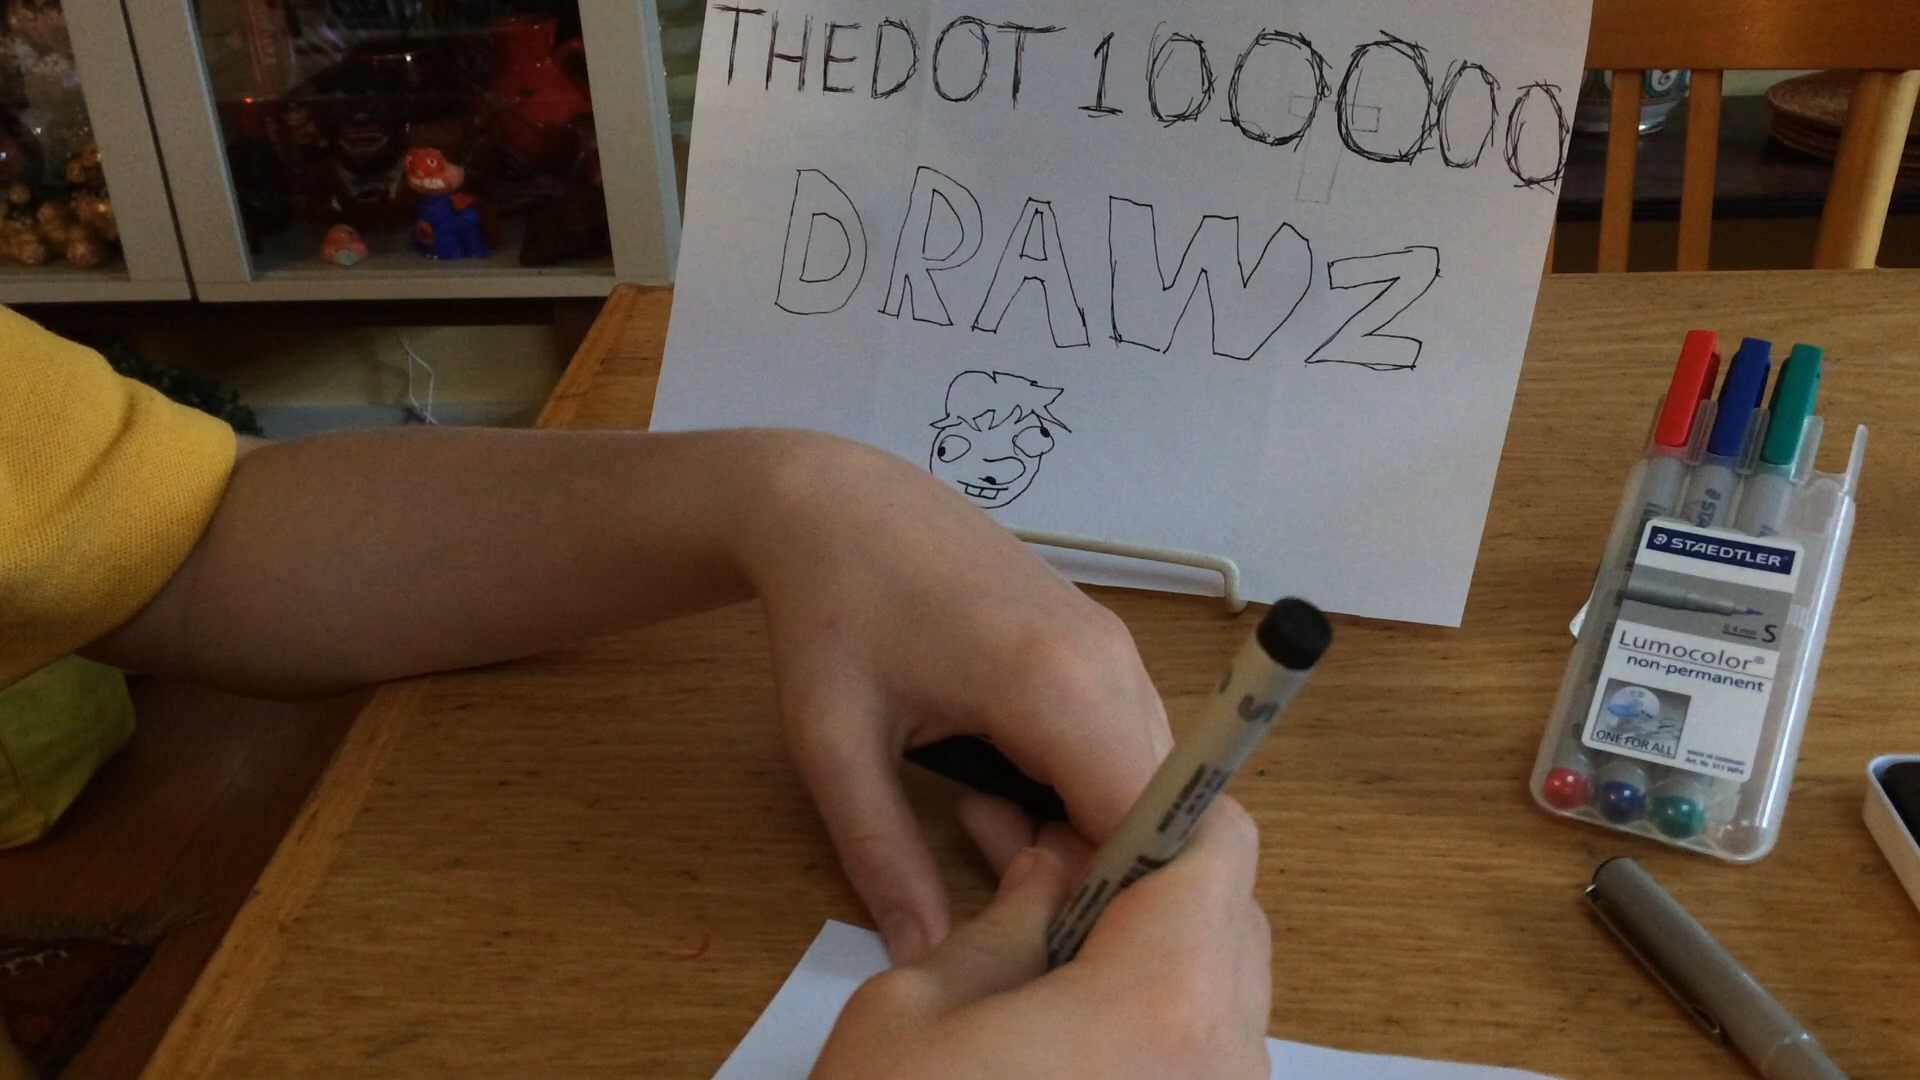 THEDOT 100000
DRAWZ
STAEDTLER
S
Lumocolor®
non-permanent
ONE FOR ALL
S